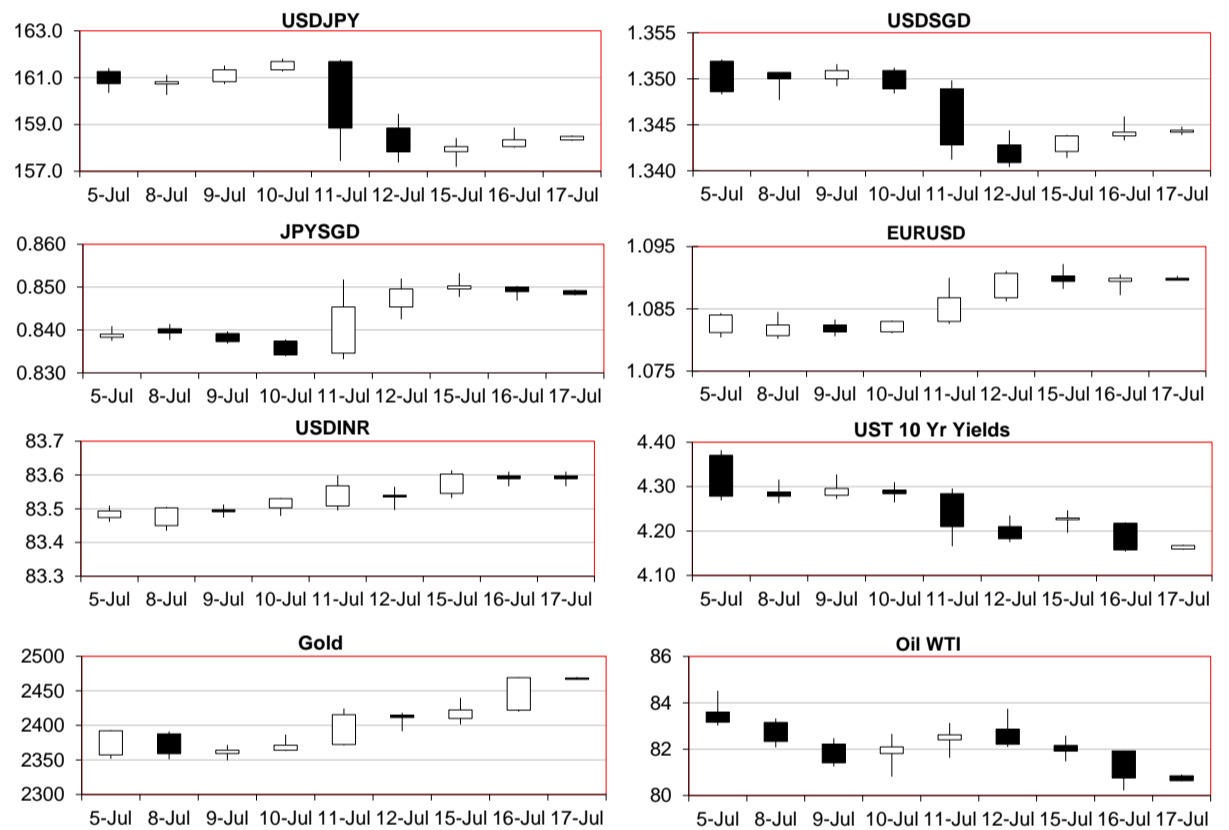 USDJPY
163.0
161.0
159.0
157.0
5-Jul 8-Jul 9-Jul 10-Jul 11-Jul 12-Jul 15-Jul 16-Jul 17-Jul
USDSGD
1.355
1.350
1.345
1.340
5-Jul 8-Jul 9-Jul 10-Jul 11-Jul 12-Jul 15-Jul 16-Jul 17-Jul
JPYSGD
0.860
0.850
0.840
0.830
5-Jul 8-Jul 9-Jul 10-Jul 11-Jul 12-Jul 15-Jul 16-Jul 17-Jul
EURUSD
1.095
1.085
1.075
5-Jul 8-Jul 9-Jul 10-Jul 11-Jul 12-Jul 15-Jul 16-Jul 17-Jul
USDINR
83.7
83.6
83.5
83.4
83.3
5-Jul 8-Jul 9-Jul 10-Jul 11-Jul 12-Jul 15-Jul 16-Jul 17-Jul
UST 10 Yr Yields
4.40
4.30
4.20
4.10
5-Jul 8-Jul 9-Jul 10-Jul 11-Jul 12-Jul 15-Jul 16-Jul 17-Jul
Gold
2500
2450
2400
2350
2300
5-Jul 8-Jul 9-Jul 10-Jul 11-Jul 12-Jul 15-Jul 16-Jul 17-Jul
Oil WTI
86
84
82
80
5-Jul 8-Jul 9-Jul 10-Jul 11-Jul 12-Jul 15-Jul 16-Jul 17-Jul